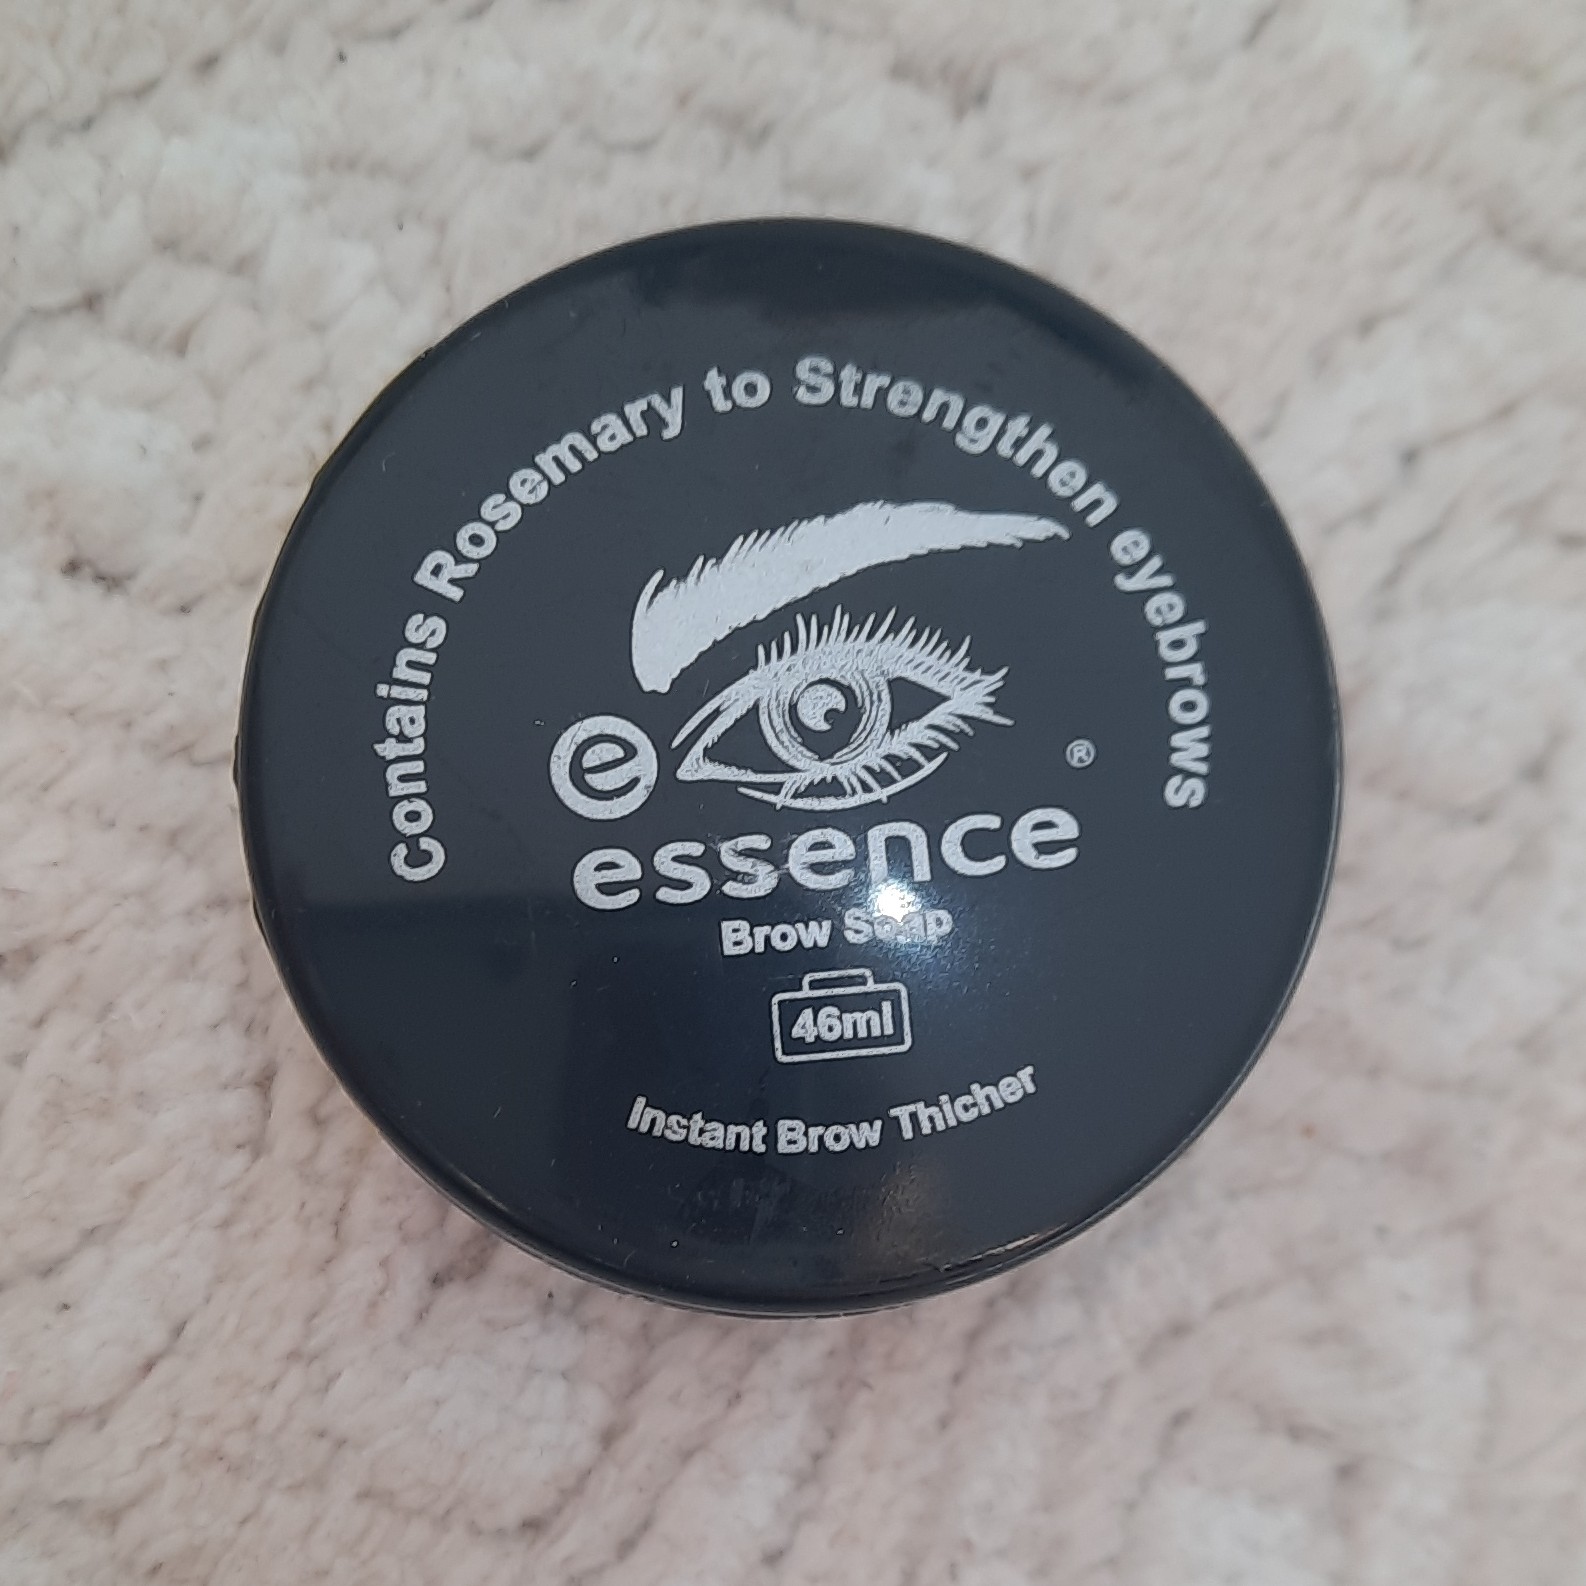 Contains Rosemary to Strengthen eyebrows
e
®
essence
Brow Soap
46ml
Instant Brow Thicher